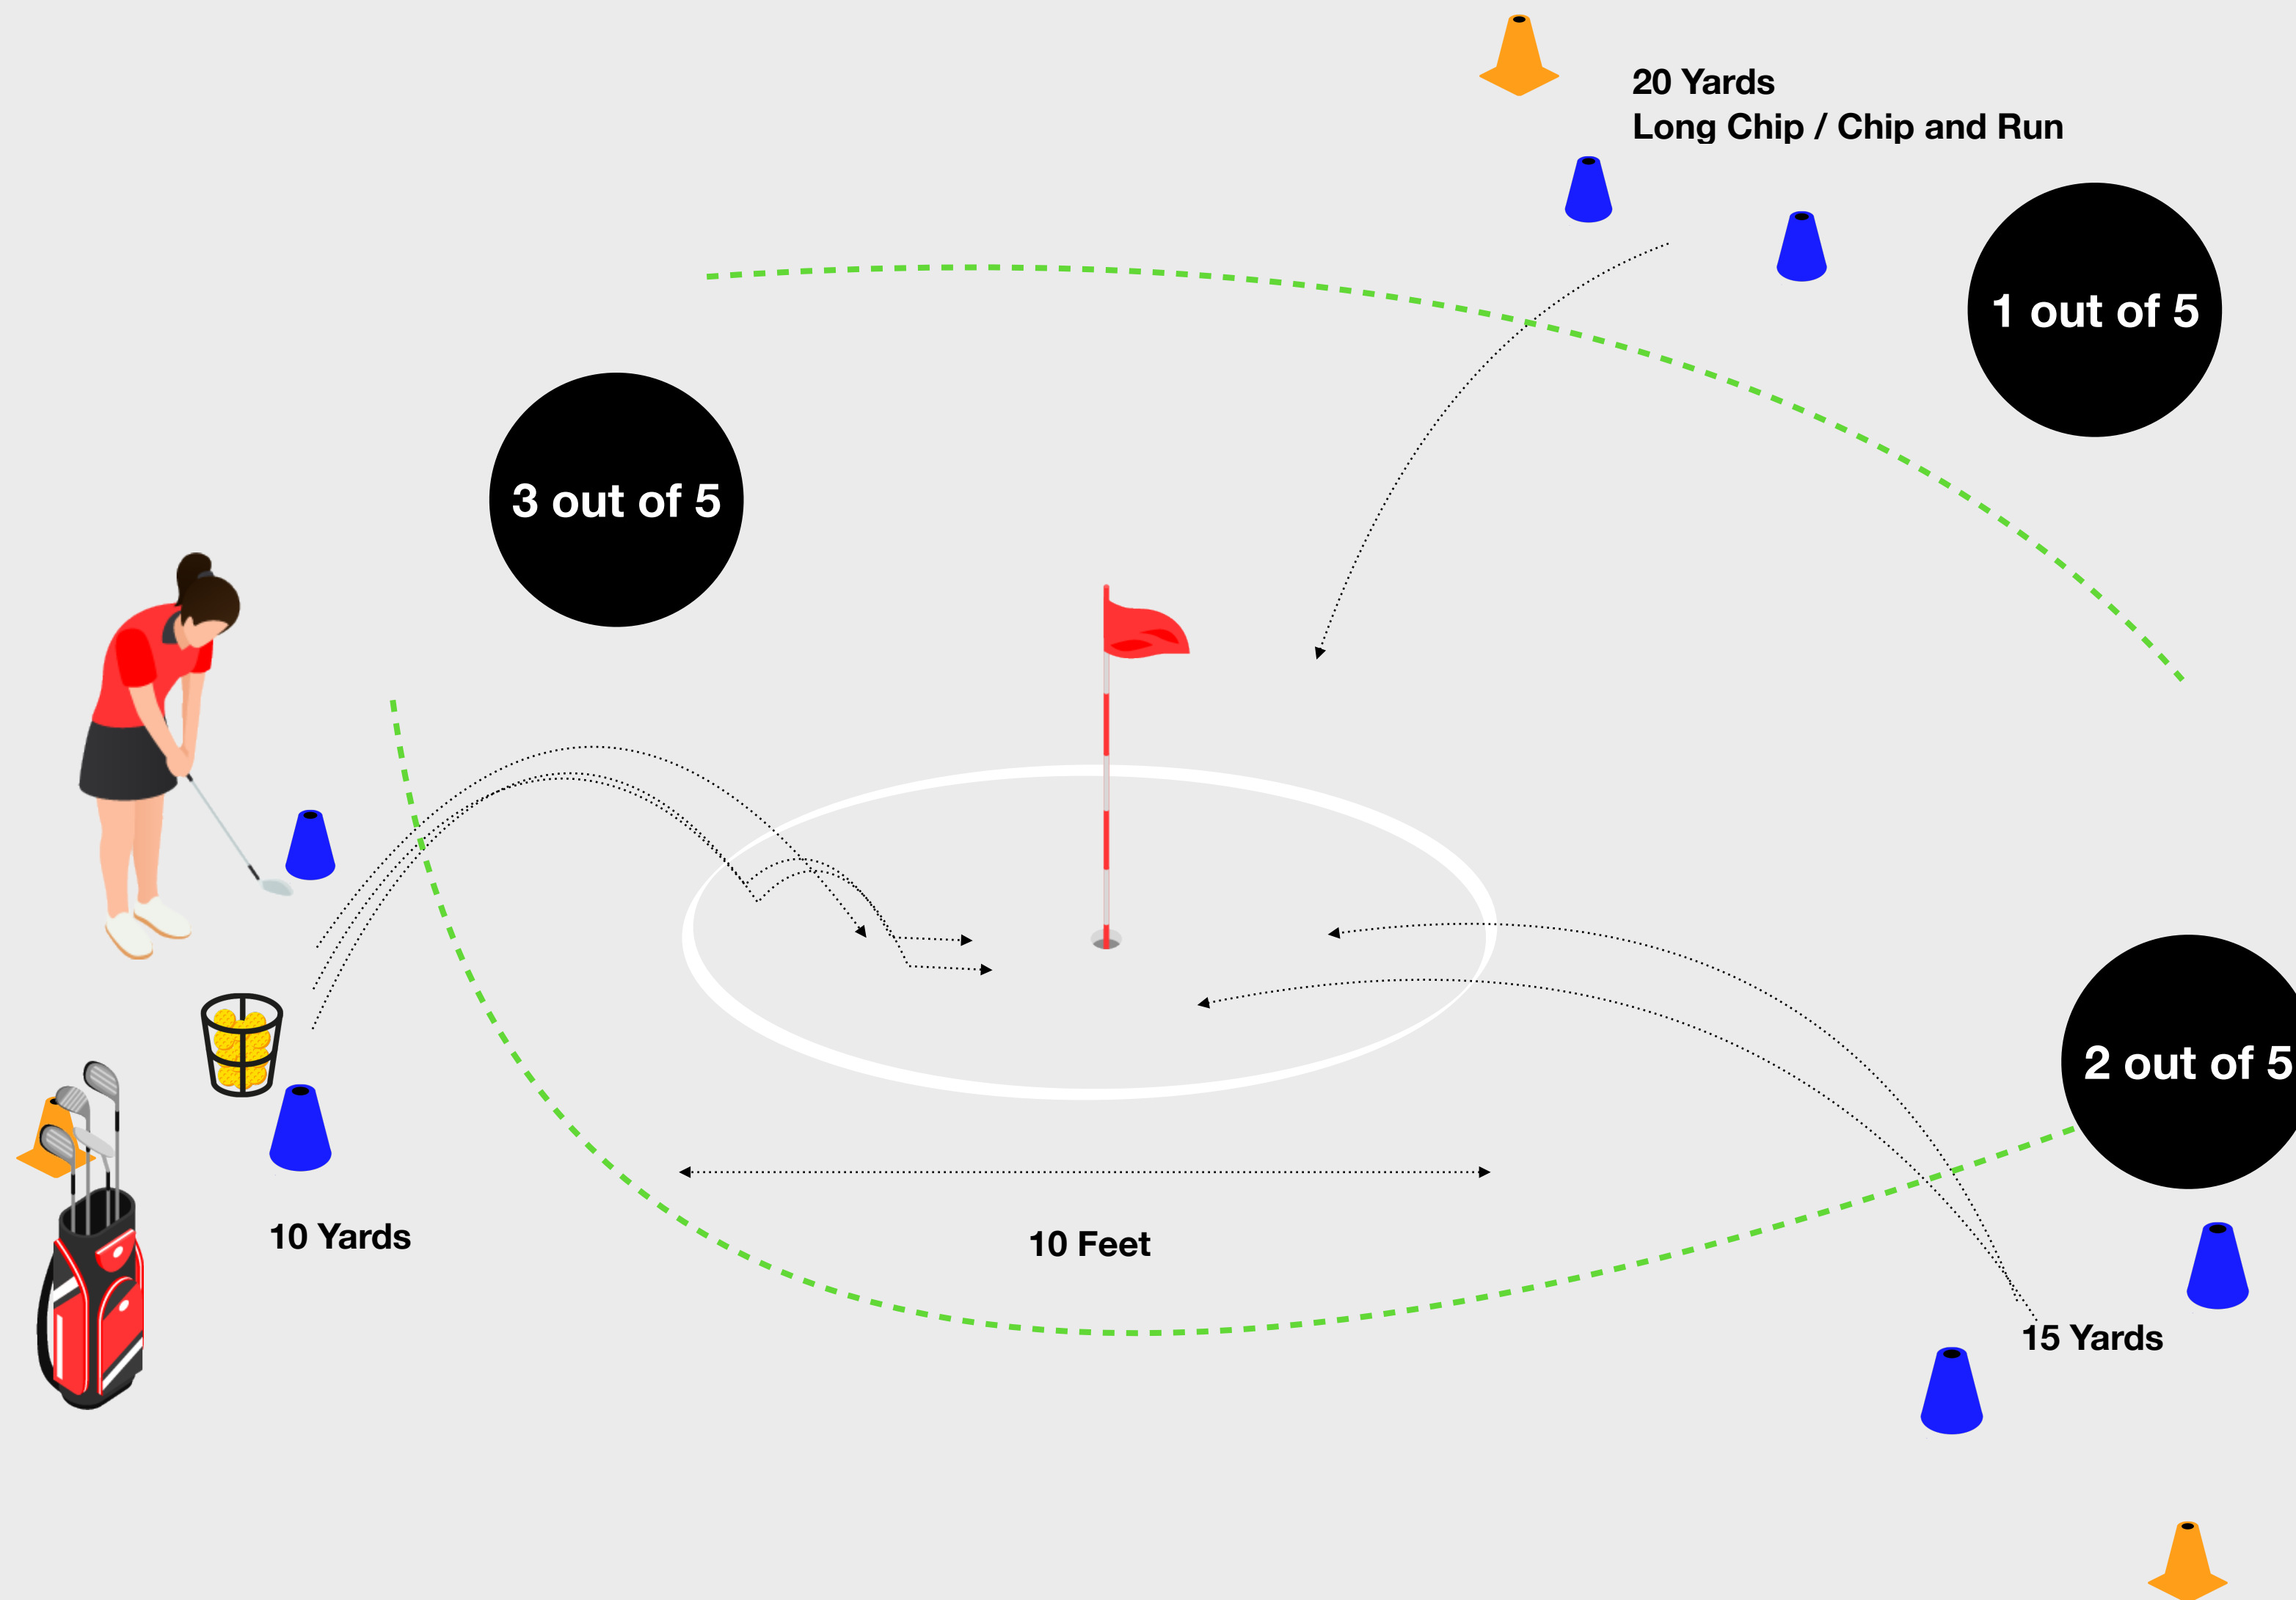 20 Yards
Long Chip / Chip and Run
1 out of 5
3 out of 5
2 out of 5
10 Yards
10 Feet
15 Yards